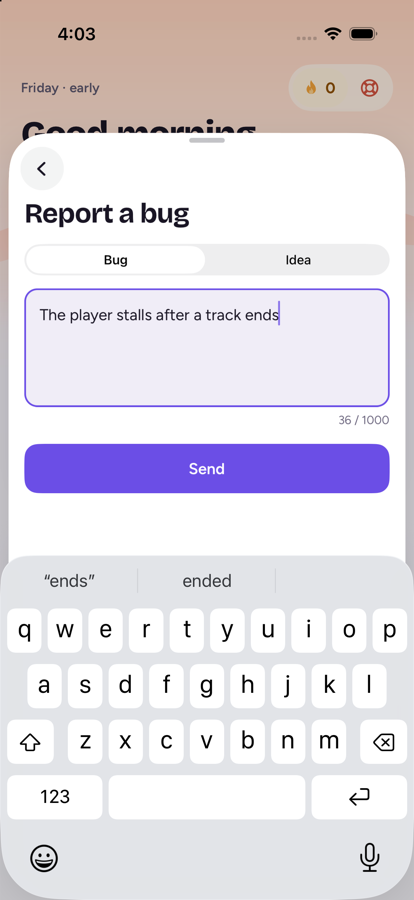 4:03
Friday · early
0
Good morning
Report a bug
Bug
Idea
The player stalls after a track ends
36 / 1000
Send
“ends”
ended
q w e r t y u i o p
a s d f g h j k l
z x c v b n m
123